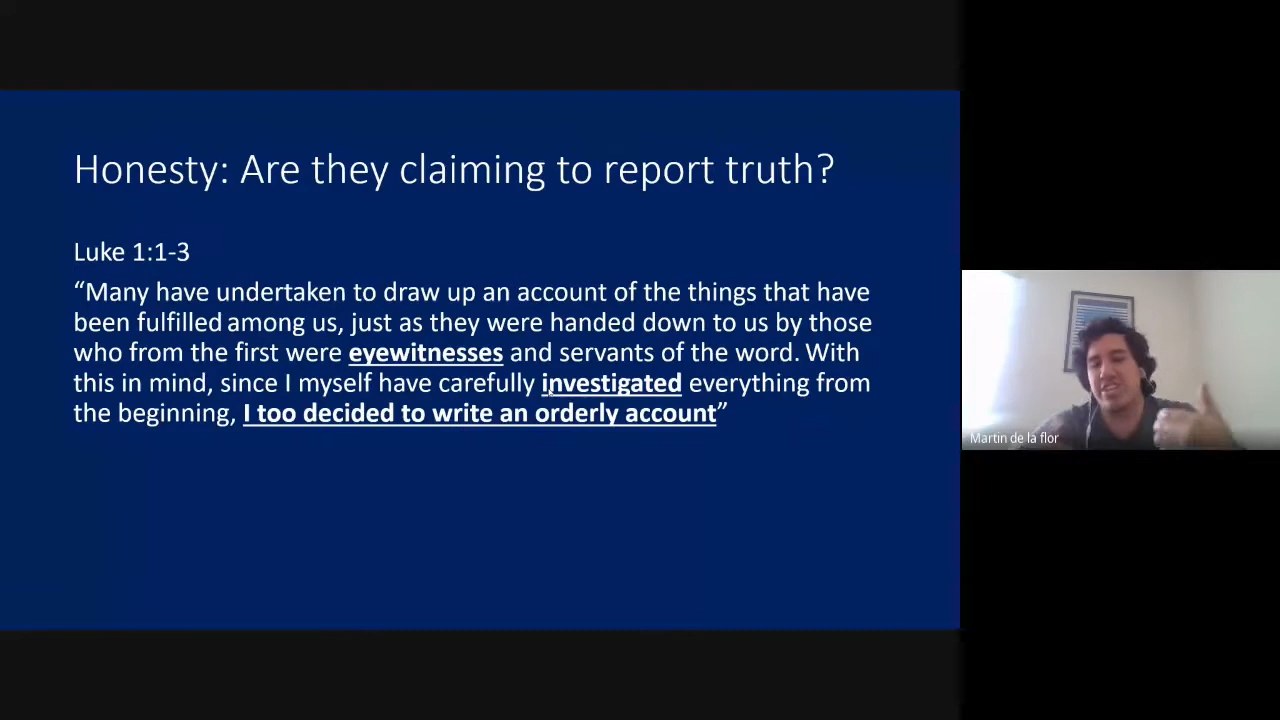 Honesty: Are they claiming to report truth?
Luke 1:1-3
“Many have undertaken to draw up an account of the things that have
been fulfilled among us, just as they were handed down to us by those
who from the first were eyewitnesses and servants of the word. With
this in mind, since I myself have carefully investigated everything from
the beginning, I too decided to write an orderly account”
Martin de la flor